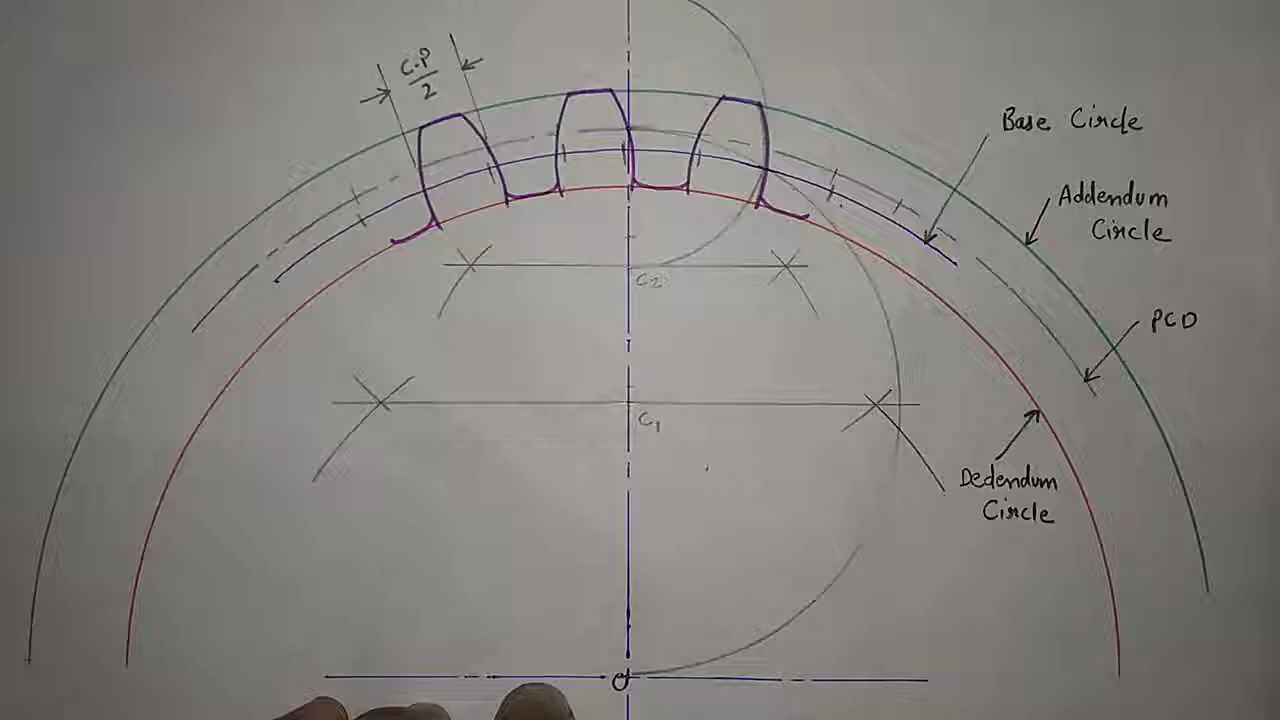 C.P
2
Base Circle
Addendum
Circle
C2
PCD
C1
Dedendum
Circle
O